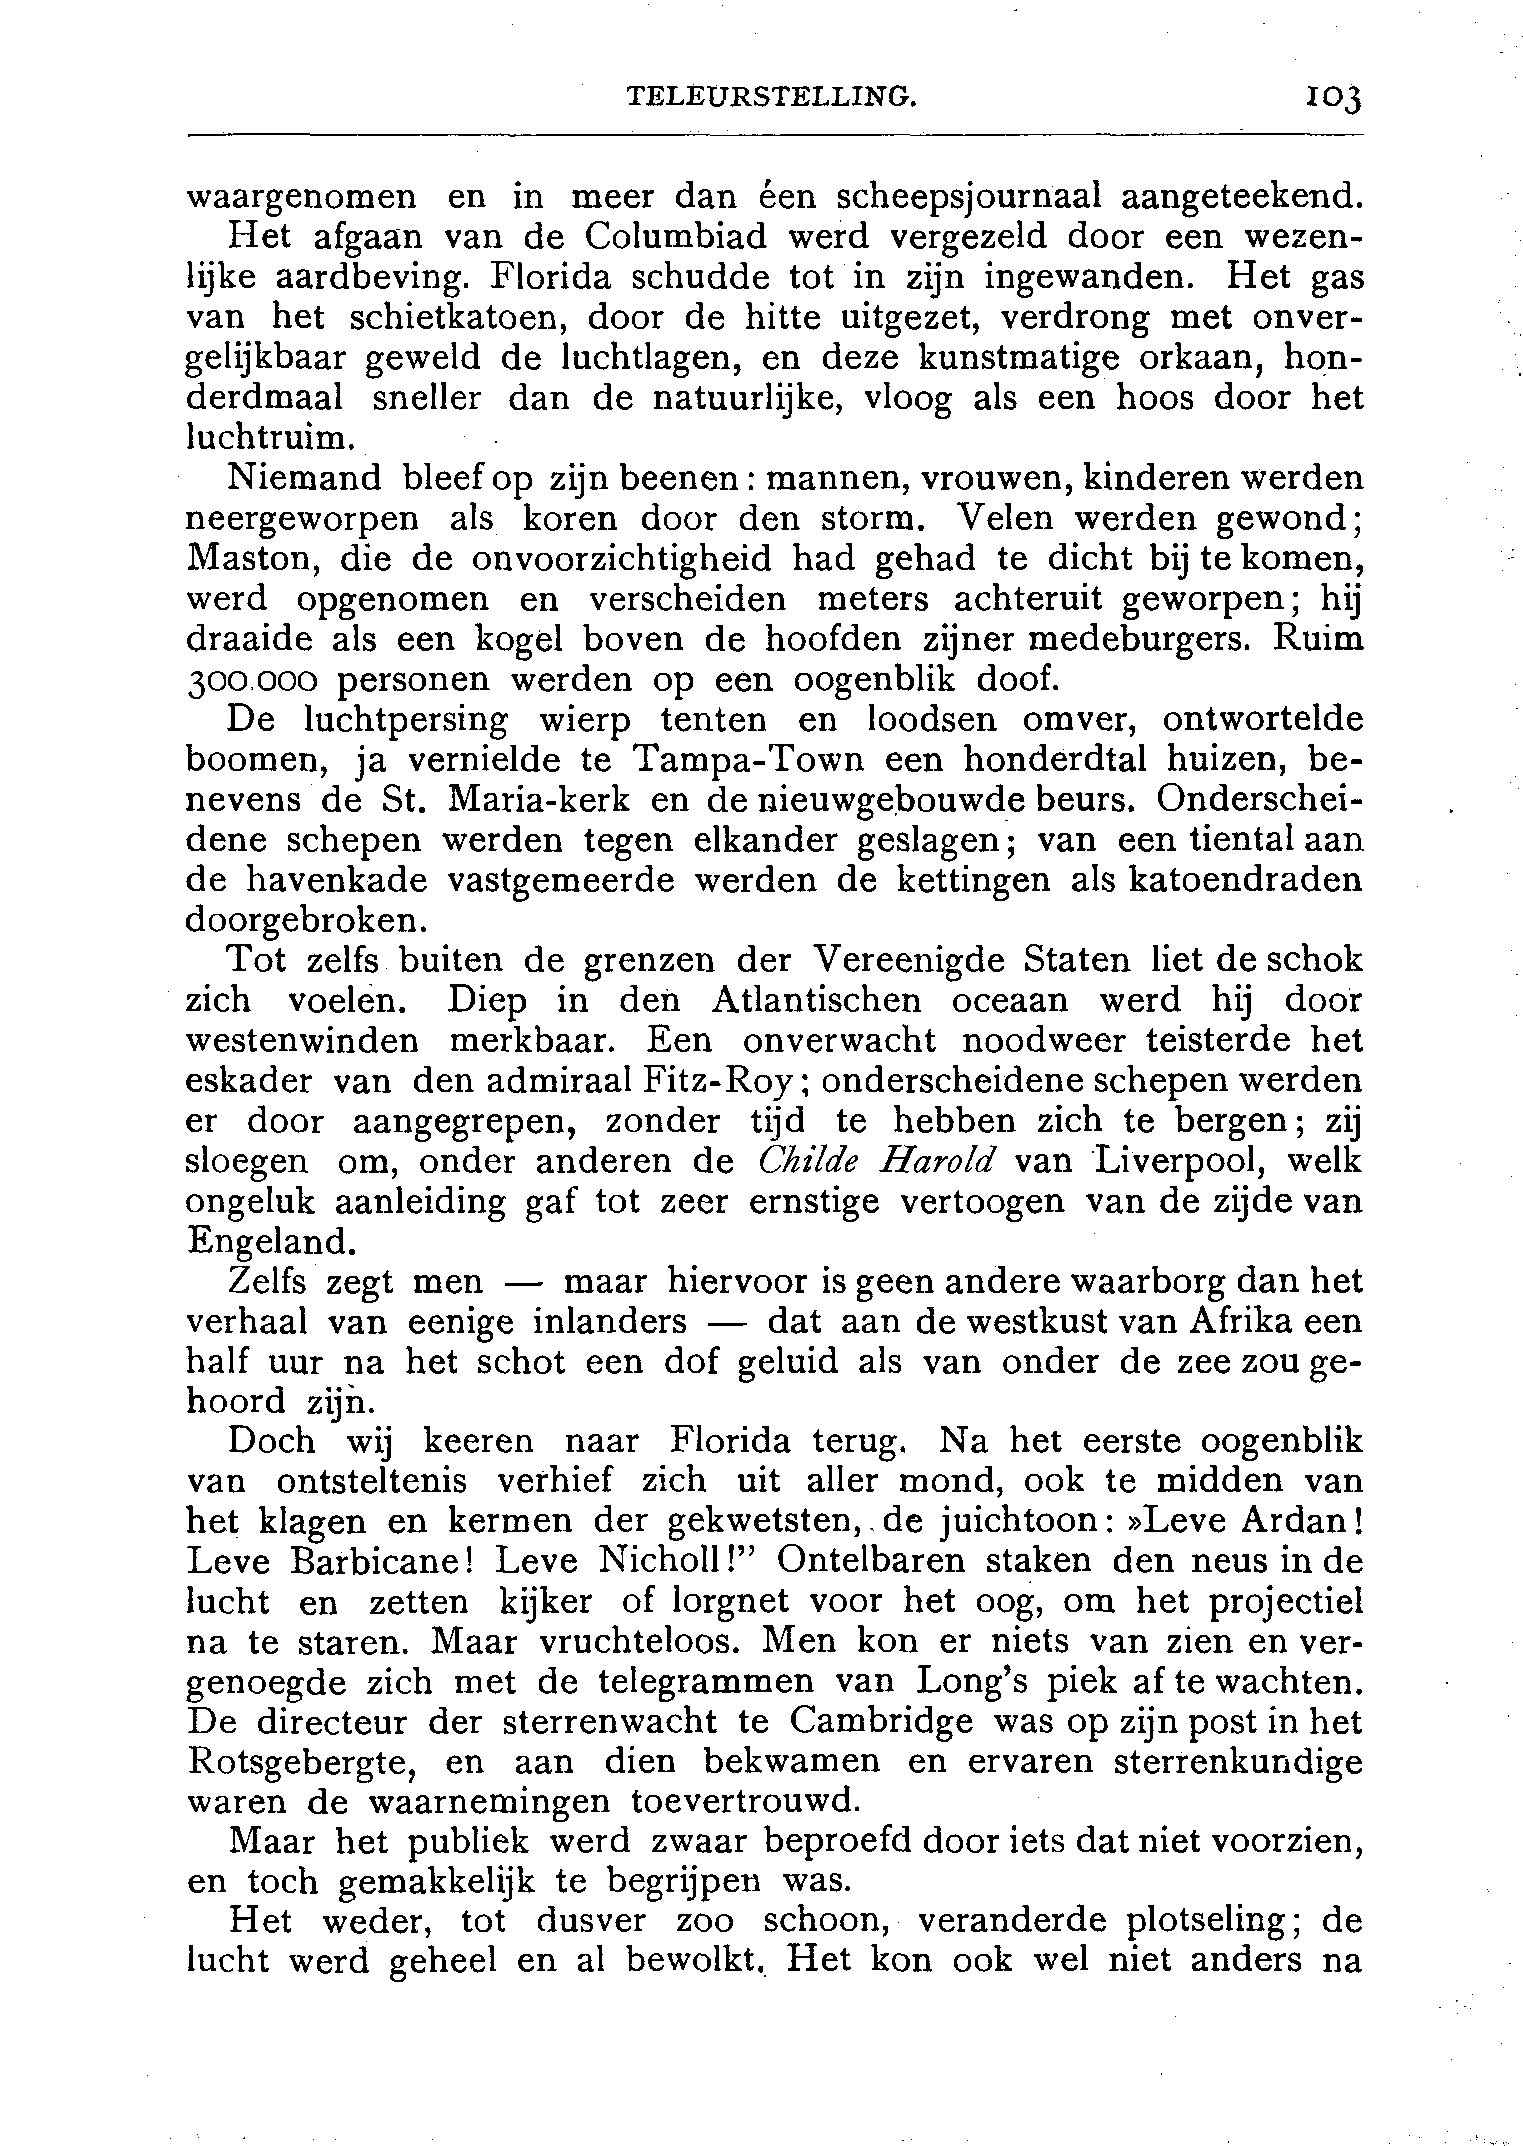 TELEURSTELLING. 103
waargenomen en in meer dan éen scheepsjournaal aangeteekend.
Het afgaan van de Columbiad werd vergezeld door een wezen-
lijke aardbeving. Florida schudde tot in zijn ingewanden. Het gas
van het schietkatoen, door de hitte uitgezet, verdrong met onver-
gelijkbaar geweld de luchtlagen, en deze kunstmatige orkaan, hon-
derdmaal sneller dan de natuurlijke, vloog als een hoos door het
luchtruim.
Niemand bleef op zijn beenen: mannen, vrouwen, kinderen werden
neergeworpen als koren door den storm. Velen werden gewond;
Maston, die de onvoorzichtigheid had gehad te dicht bij te komen,
werd opgenomen en verscheiden meters achteruit geworpen; hij
draaide als een kogel boven de hoofden zijner medeburgers. Ruim
300.000 personen werden op een oogenblik doof.
De luchtpersing wierp tenten en loodsen omver, ontwortelde
boomen, ja vernielde te Tampa-Town een honderdtal huizen, be-
nevens de St. Maria-kerk en de nieuwgebouwde beurs. Onderschei-
dene schepen werden tegen elkander geslagen; van een tiental aan
de havenkade vastgemeerde werden de kettingen als katoendraden
doorgebroken.
Tot zelfs buiten de grenzen der Vereenigde Staten liet de schok
zich voelen. Diep in den Atlantischen oceaan werd hij door
westenwinden merkbaar. Een onverwacht noodweer teisterde het
eskader van den admiraal Fitz-Roy; onderscheidene schepen werden
er door aangegrepen, zonder tijd te hebben zich te bergen; zij
sloegen om, onder anderen de Childe Harold van Liverpool, welk
ongeluk aanleiding gaf tot zeer ernstige vertoogen van de zijde van
Engeland.
Zelfs zegt men — maar hiervoor is geen andere waarborg dan het
verhaal van eenige inlanders — dat aan de westkust van Afrika een
half uur na het schot een dof geluid als van onder de zee zou ge-
hoord zijn.
Doch wij keeren naar Florida terug. Na het eerste oogenblik
van ontsteltenis verhief zich uit aller mond, ook te midden van
het klagen en kermen der gekwetsten, de juichtoon: »Leve Ardan!
Leve Barbicane! Leve Nicholl!” Ontelbaren staken den neus in de
lucht en zetten kijker of lorgnet voor het oog, om het projectiel
na te staren. Maar vruchteloos. Men kon er niets van zien en ver-
genoegde zich met de telegrammen van Long's piek af te wachten.
De directeur der sterrenwacht te Cambridge was op zijn post in het
Rotsgebergte, en aan dien bekwamen en ervaren sterrenkundige
waren de waarnemingen toevertrouwd.
Maar het publiek werd zwaar beproefd door iets dat niet voorzien,
en toch gemakkelijk te begrijpen was.
Het weder, tot dusver zoo schoon, veranderde plotseling; de
lucht werd geheel en al bewolkt. Het kon ook wel niet anders na